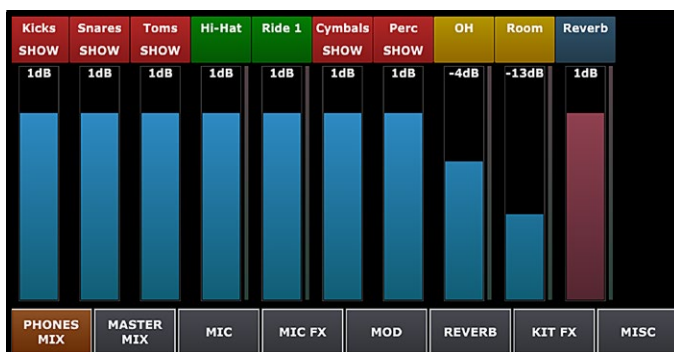 Kicks Snares Toms Hi-Hat Ride 1 Cymbals Perc OH Room Reverb
SHOW SHOW SHOW SHOW SHOW
1dB 1dB 1dB 1dB 1dB 1dB 1dB -4dB -13dB 1dB
PHONES MIX MASTER MIX MIC MIC FX MOD REVERB KIT FX MISC